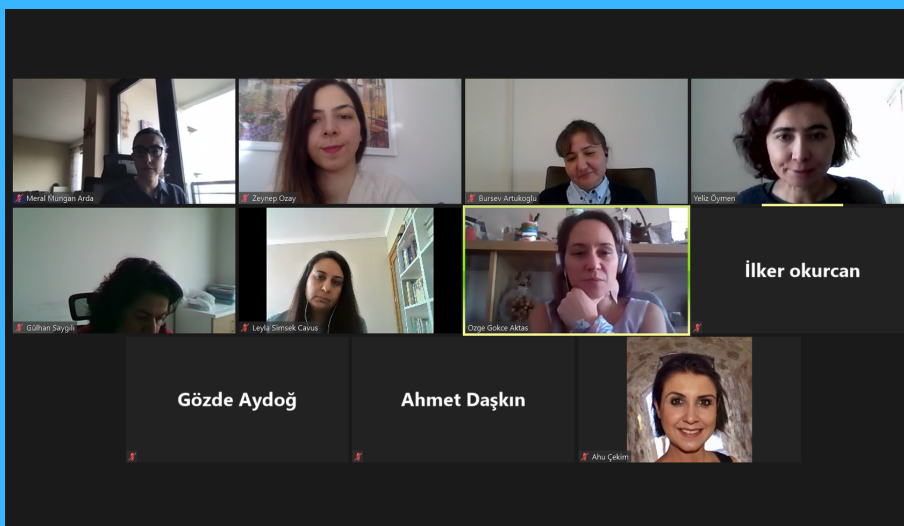 Meral Mungan Arda
Zeynep Ozay
Bursev Artukoglu
Yeliz Öymen
Gülhan Saygılı
Leyla Simsek Cavus
Ozge Gokce Aktas
İlker okurcan
Gözde Aydoğ
Ahmet Daşkın
Ahu Çekim